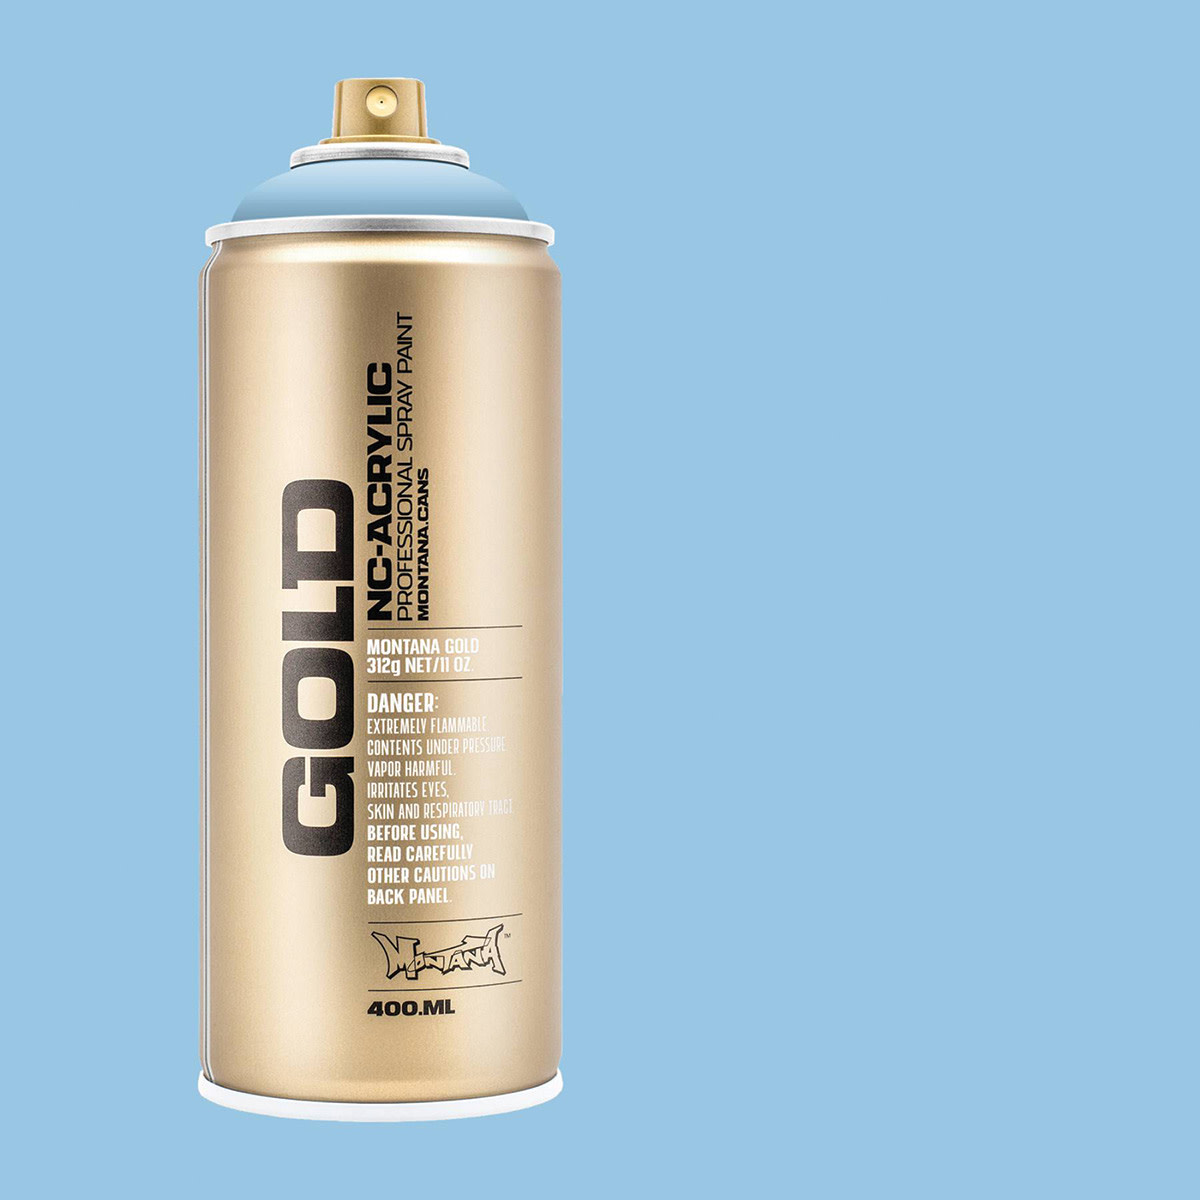 GOLD
NC-ACRYLIC
PROFESSIONAL SPRAY PAINT
MONTANA.CANS
MONTANA GOLD
312g NET/11 OZ.
DANGER:
EXTREMELY FLAMMABLE
CONTENTS UNDER PRESSURE
VAPOR HARMFUL.
IRRITATES EYES,
SKIN AND RESPIRATORY TRACT.
BEFORE USING,
READ CAREFULLY
OTHER CAUTIONS ON
BACK PANEL.
MONTANA™
400.ML